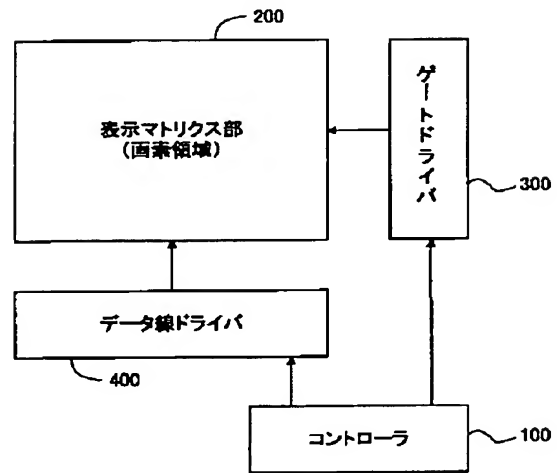 200
表示マトリクス部
(画素領域)
ゲートドライバ
300
データ線ドライバ
400
コントローラ
100